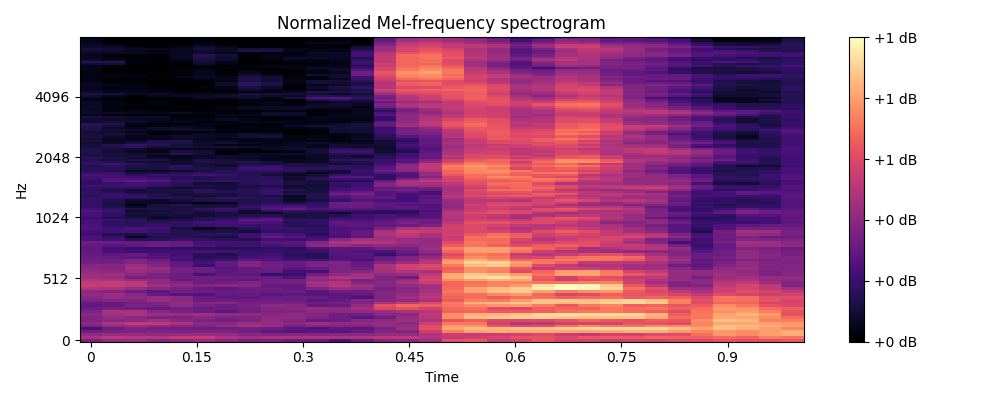 Normalized Mel-frequency spectrogram
+1 dB
4096
+1 dB
2048
+1 dB
Hz
1024
+0 dB
512
+0 dB
0
+0 dB
0 0.15 0.3 0.45 0.6 0.75 0.9
Time